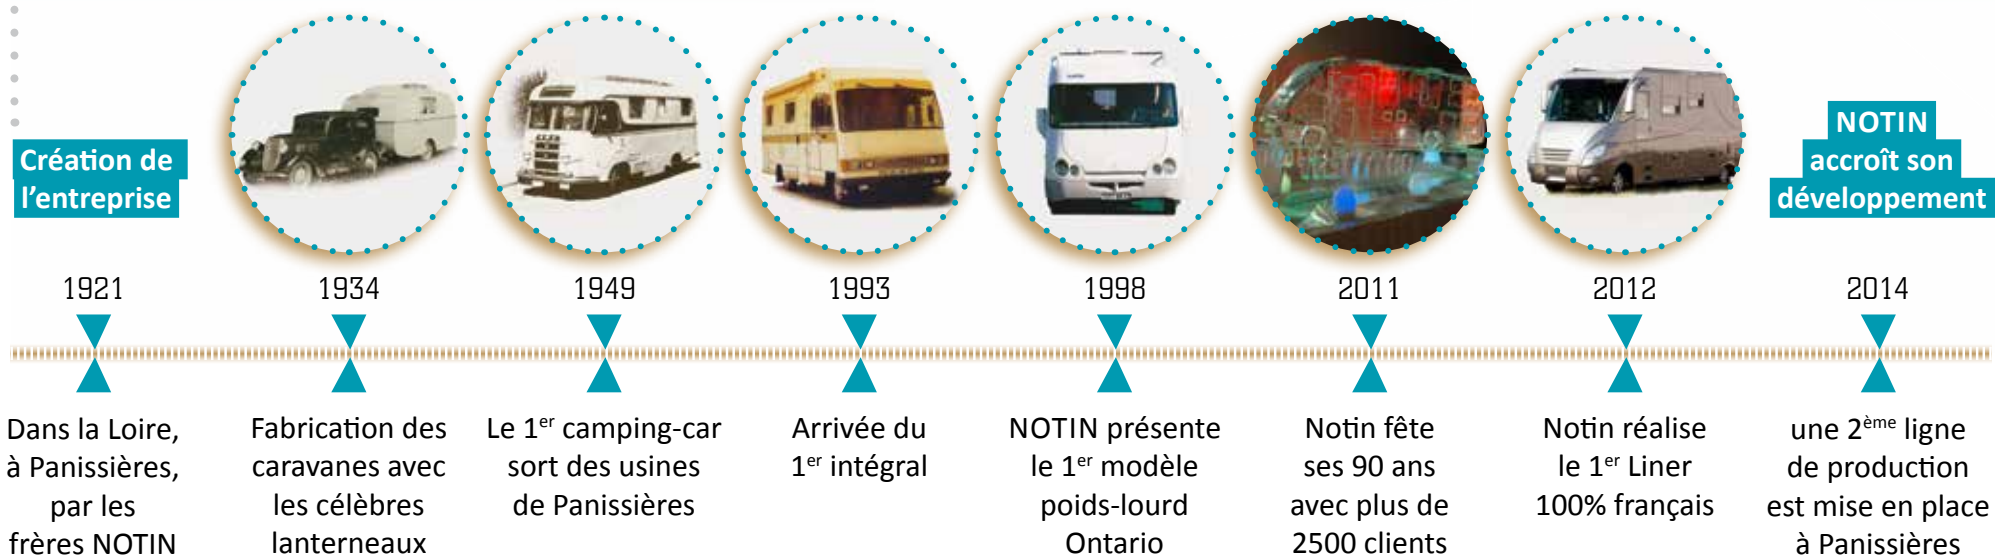 Création de
l'entreprise
NOTIN
accroît son
développement
1921
1934
1949
1993
1998
2011
2012
2014
Dans la Loire,
à Panissières,
par les
frères NOTIN
Fabrication des
caravanes avec
les célèbres
lanterneaux
Le 1er camping-car
sort des usines
de Panissières
Arrivée du
1er intégral
NOTIN présente
le 1er modèle
poids-lourd
Ontario
Notin fête
ses 90 ans
avec plus de
2500 clients
Notin réalise
le 1er Liner
100% français
une 2ème ligne
de production
est mise en place
à Panissières